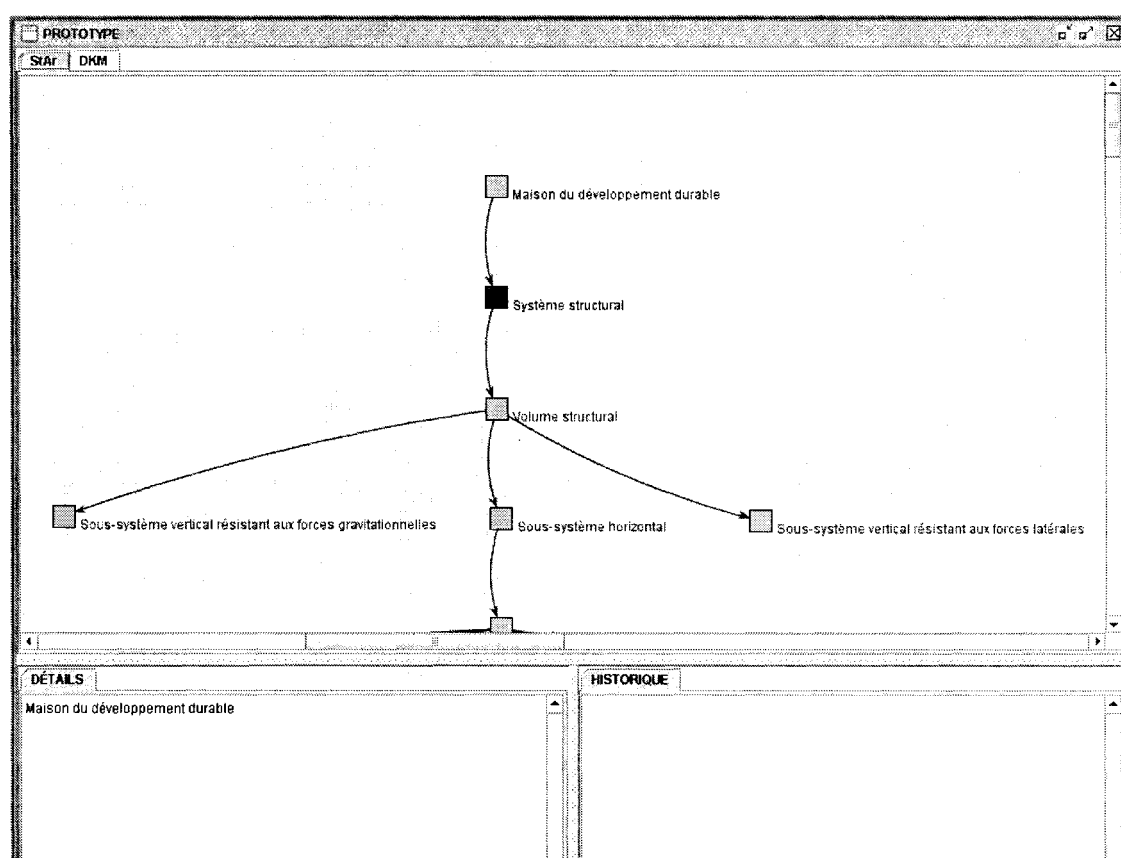 PROTOTYPE
StAr DKM
Maison du développement durable
Système structural
Volume structural
Sous-système vertical résistant aux forces gravitationnelles
Sous-système horizontal
Sous-système vertical résistant aux forces latérales
DÉTAILS
Maison du développement durable
HISTORIQUE